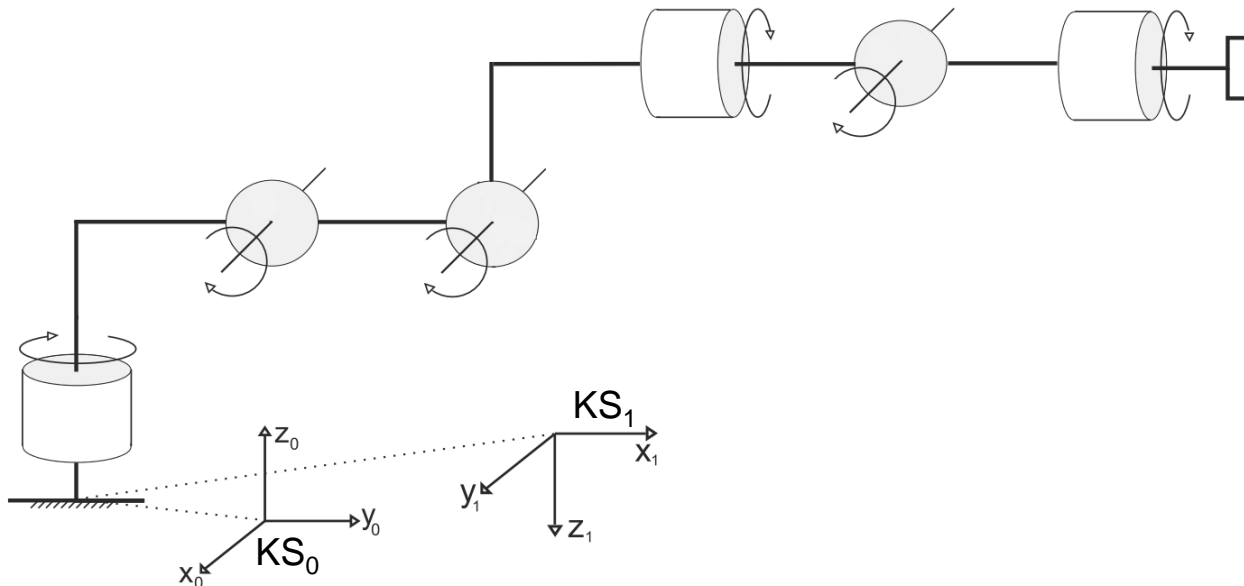 KS₁
z₀
x₁
y₁
y₀
z₁
KS₀
x₀